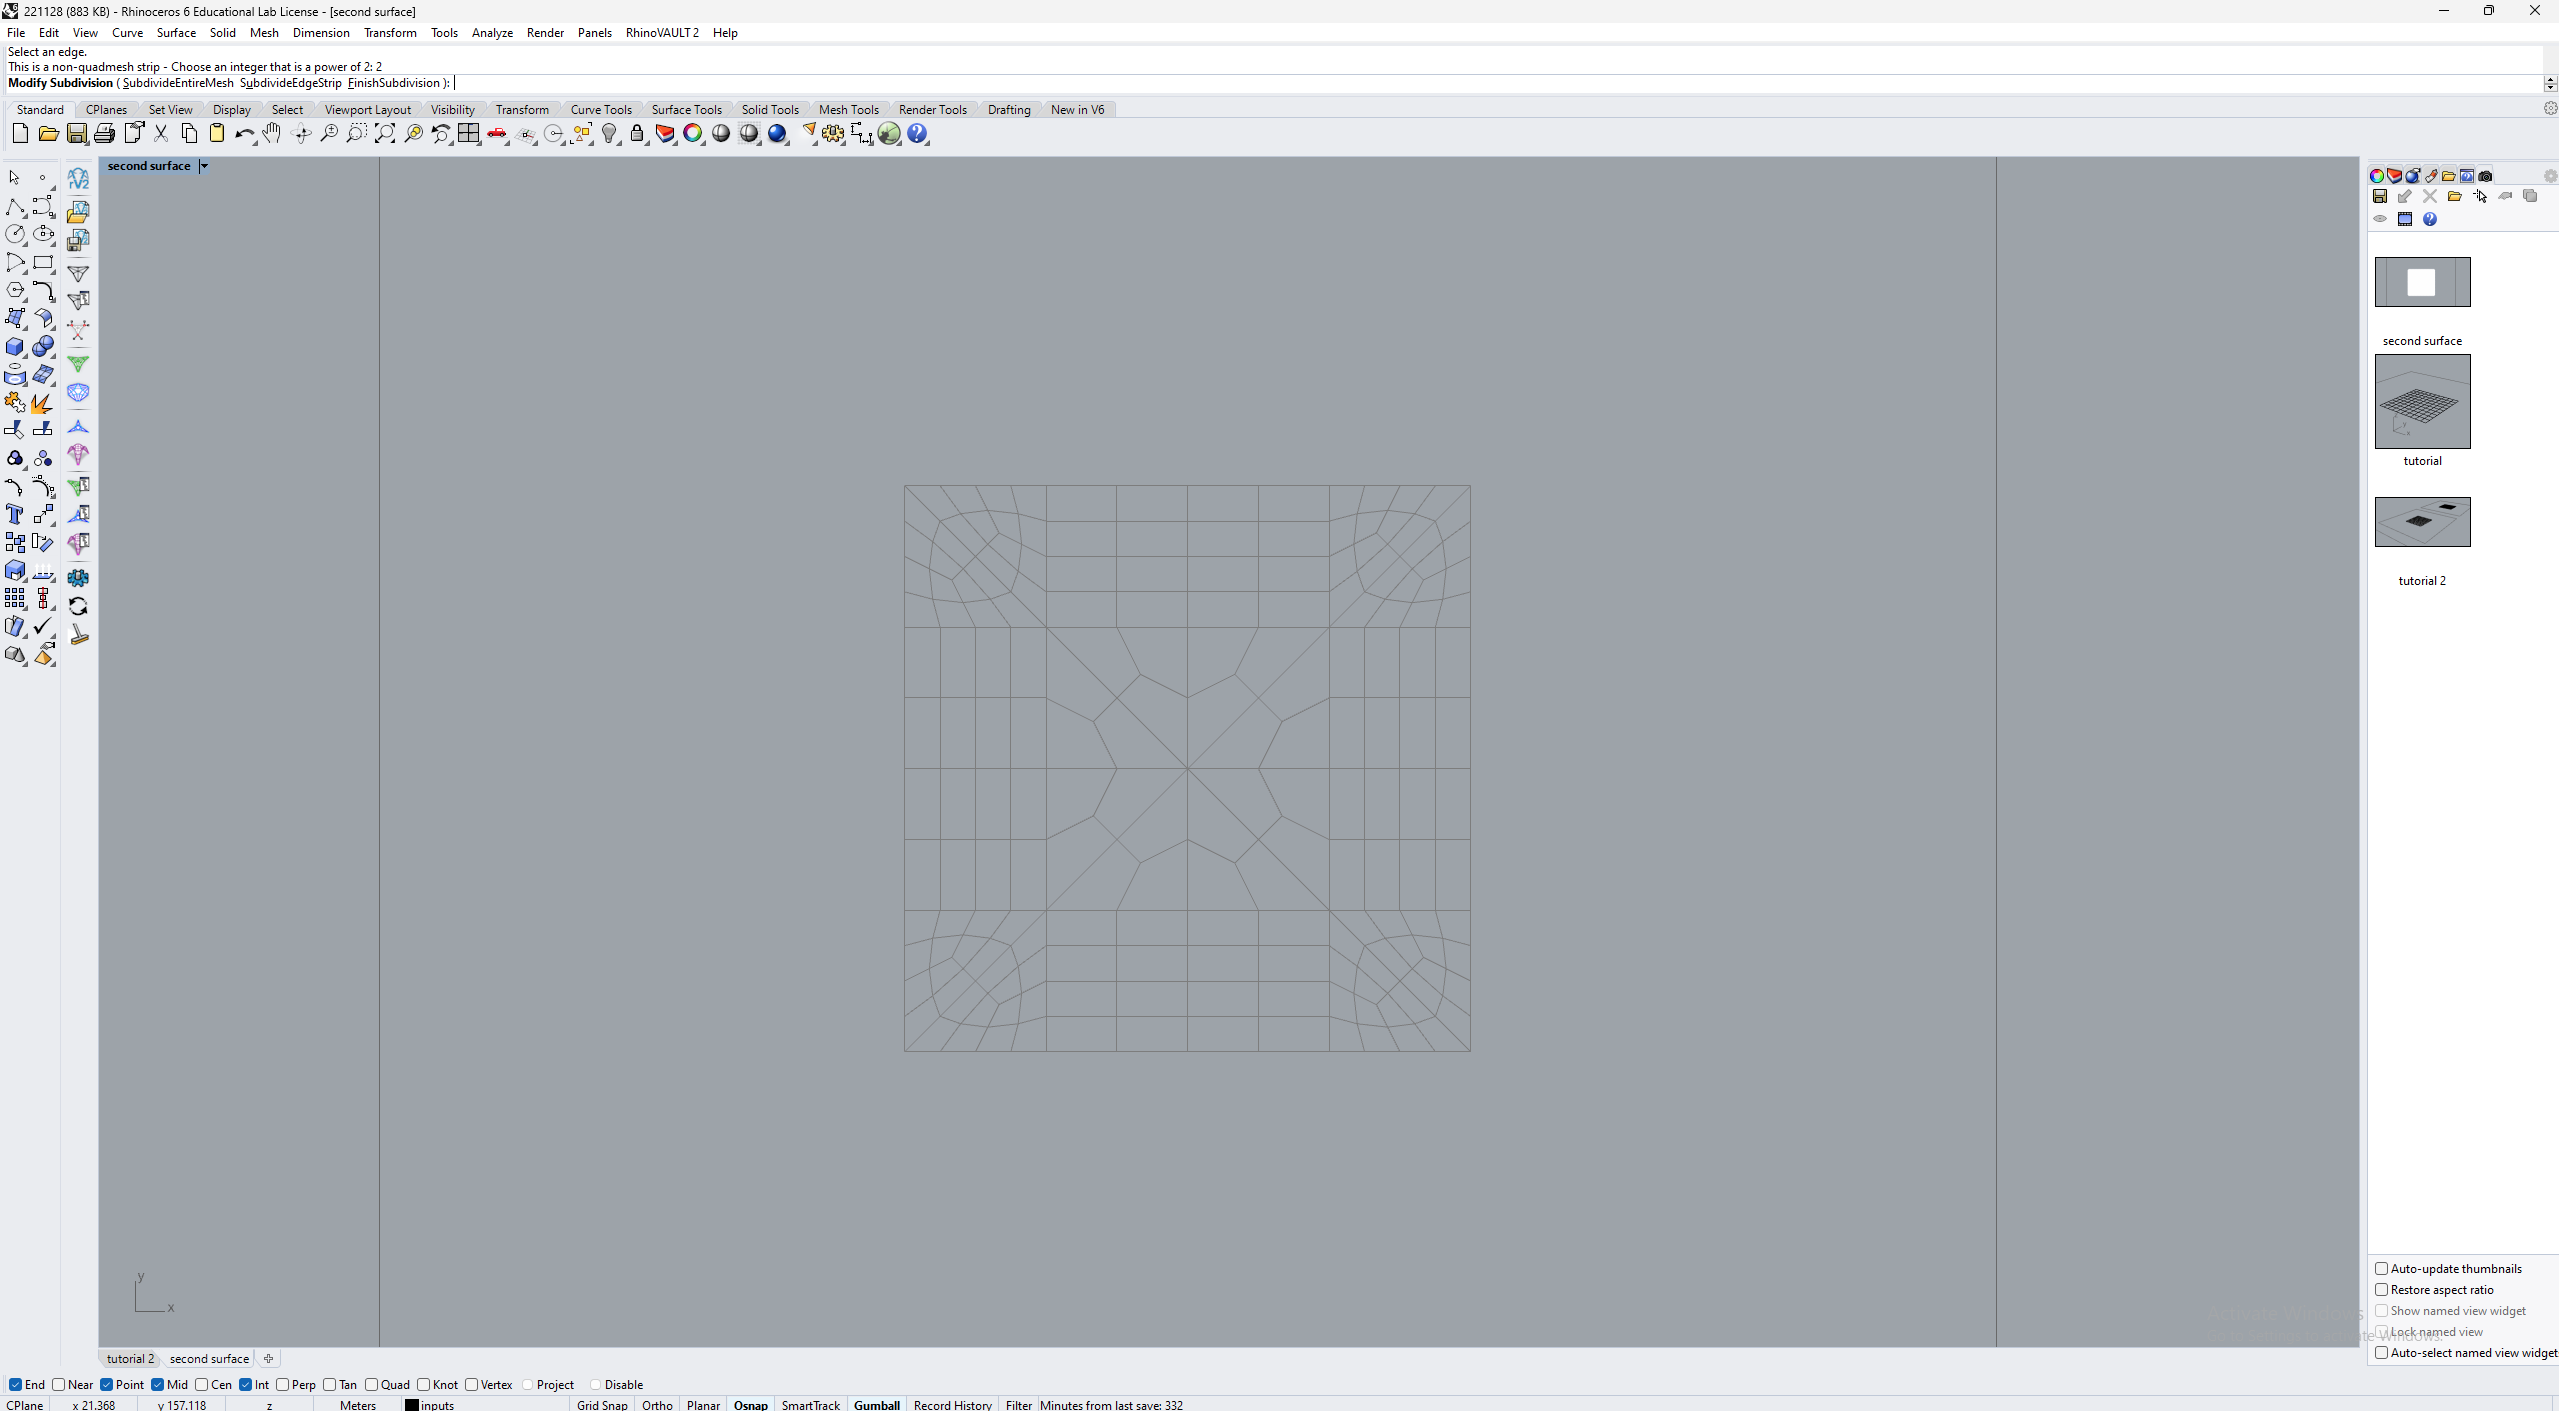 221128 (883 KB) - Rhinoceros 6 Educational Lab License - [second surface]
File Edit View Curve Surface Solid Mesh Dimension Transform Tools Analyze Render Panels RhinoVAULT 2 Help
Select an edge.
This is a non-quadmesh strip - Choose an integer that is a power of 2: 2
Modify Subdivision ( SubdivideEntireMesh SubdivideEdgeStrip FinishSubdivision ):
Standard CPlanes Set View Display Select Viewport Layout Visibility Transform Curve Tools Surface Tools Solid Tools Mesh Tools Render Tools Drafting New in V6
second surface
rV2
second surface
tutorial
tutorial 2
y
x
Auto-update thumbnails
Restore aspect ratio
Show named view widget
Lock named view
Auto-select named view widget
Activate Windows
tutorial 2 second surface
End Near Point Mid Cen Int Perp Tan Quad Knot Vertex Project Disable
CPlane x 21.368 y 157.118 z Meters inputs Grid Snap Ortho Planar Osnap SmartTrack Gumball Record History Filter Minutes from last save: 332